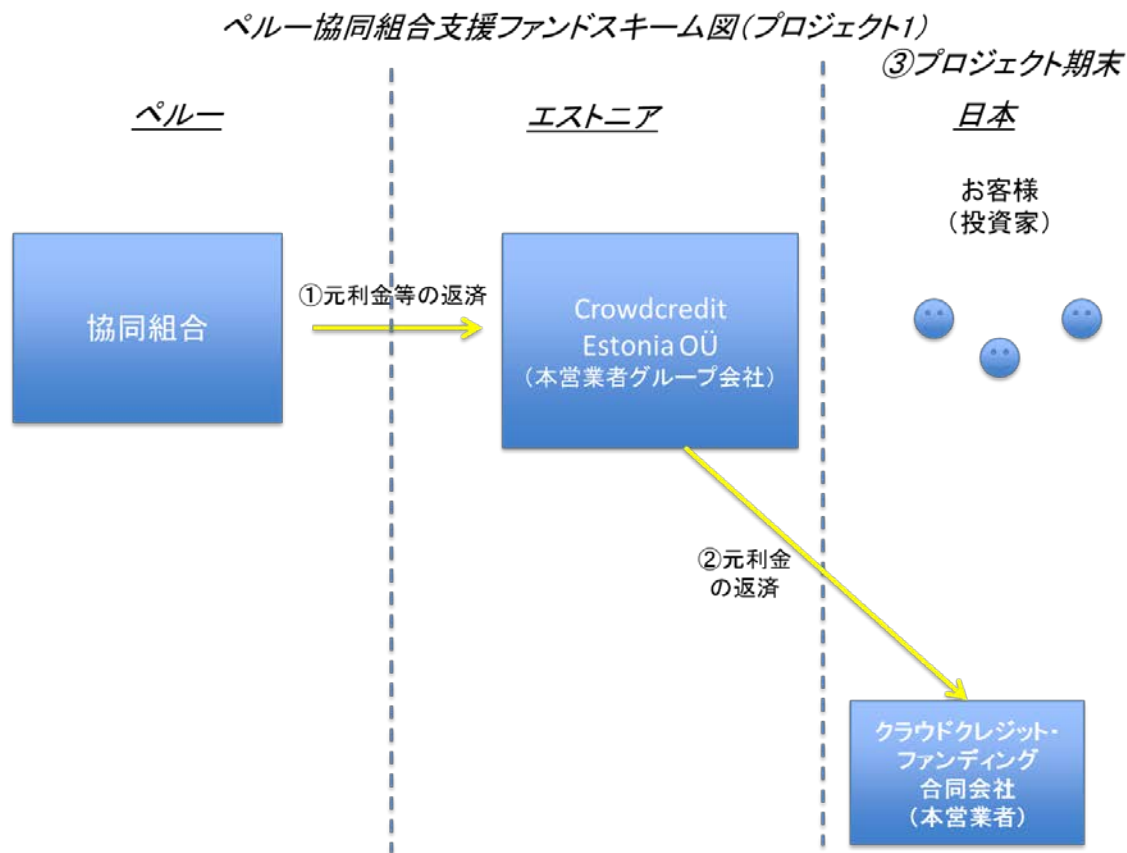 ペルー協同組合支援ファンドスキーム図(プロジェクト1)
③プロジェクト期末
ペルー
エストニア
日本
お客様
(投資家)
協同組合
①元利金等の返済
Crowdcredit
Estonia OÜ
(本営業者グループ会社)
②元利金
の返済
クラウドクレジット・
ファンディング
合同会社
(本営業者)